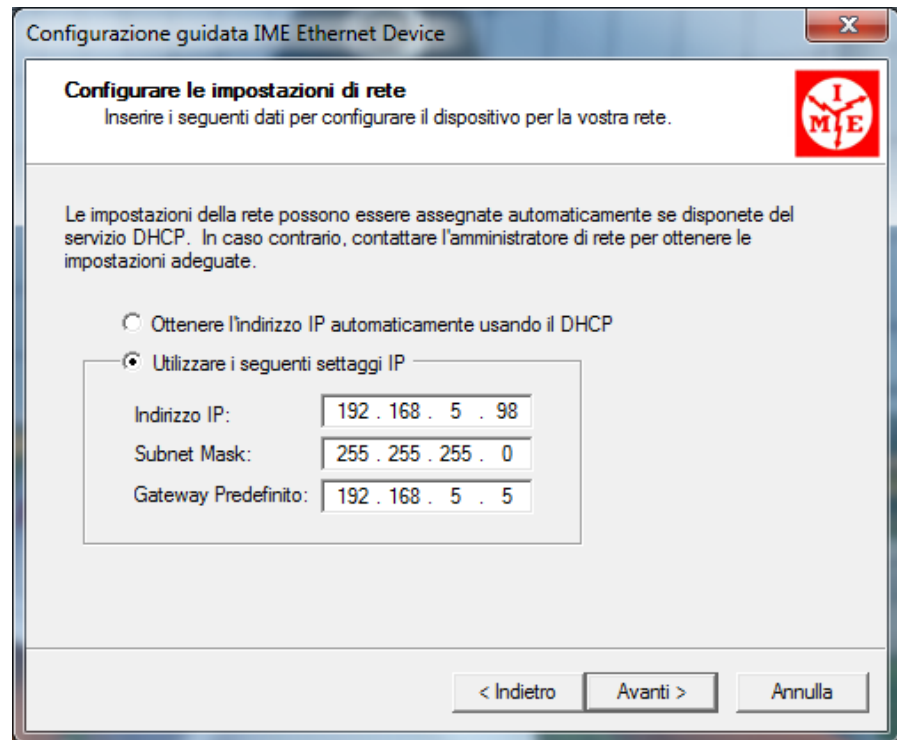 Configurazione guidata IME Ethernet Device
X
Configurare le impostazioni di rete
Inserire i seguenti dati per configurare il dispositivo per la vostra rete.
I
M E
Le impostazioni della rete possono essere assegnate automaticamente se disponete del
servizio DHCP. In caso contrario, contattare l'amministratore di rete per ottenere le
impostazioni adeguate.
Ottenere l'indirizzo IP automaticamente usando il DHCP
Utilizzare i seguenti settaggi IP
Indirizzo IP: 192 . 168 . 5 . 98
Subnet Mask: 255 . 255 . 255 . 0
Gateway Predefinito: 192 . 168 . 5 . 5
< Indietro Avanti > Annulla